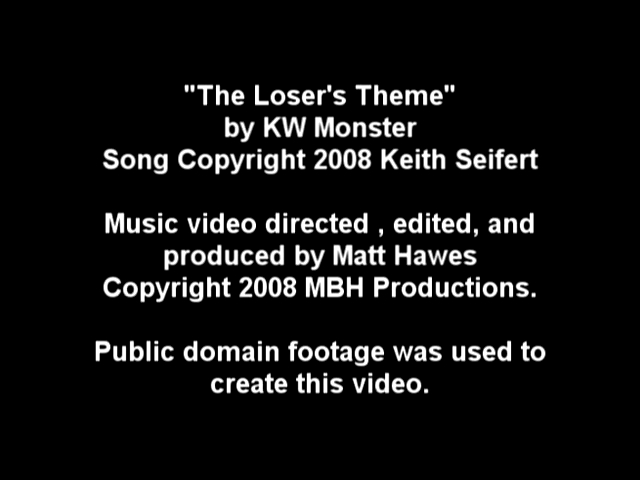 "The Loser's Theme"
by KW Monster
Song Copyright 2008 Keith Seifert
Music video directed , edited, and
produced by Matt Hawes
Copyright 2008 MBH Productions.
Public domain footage was used to
create this video.